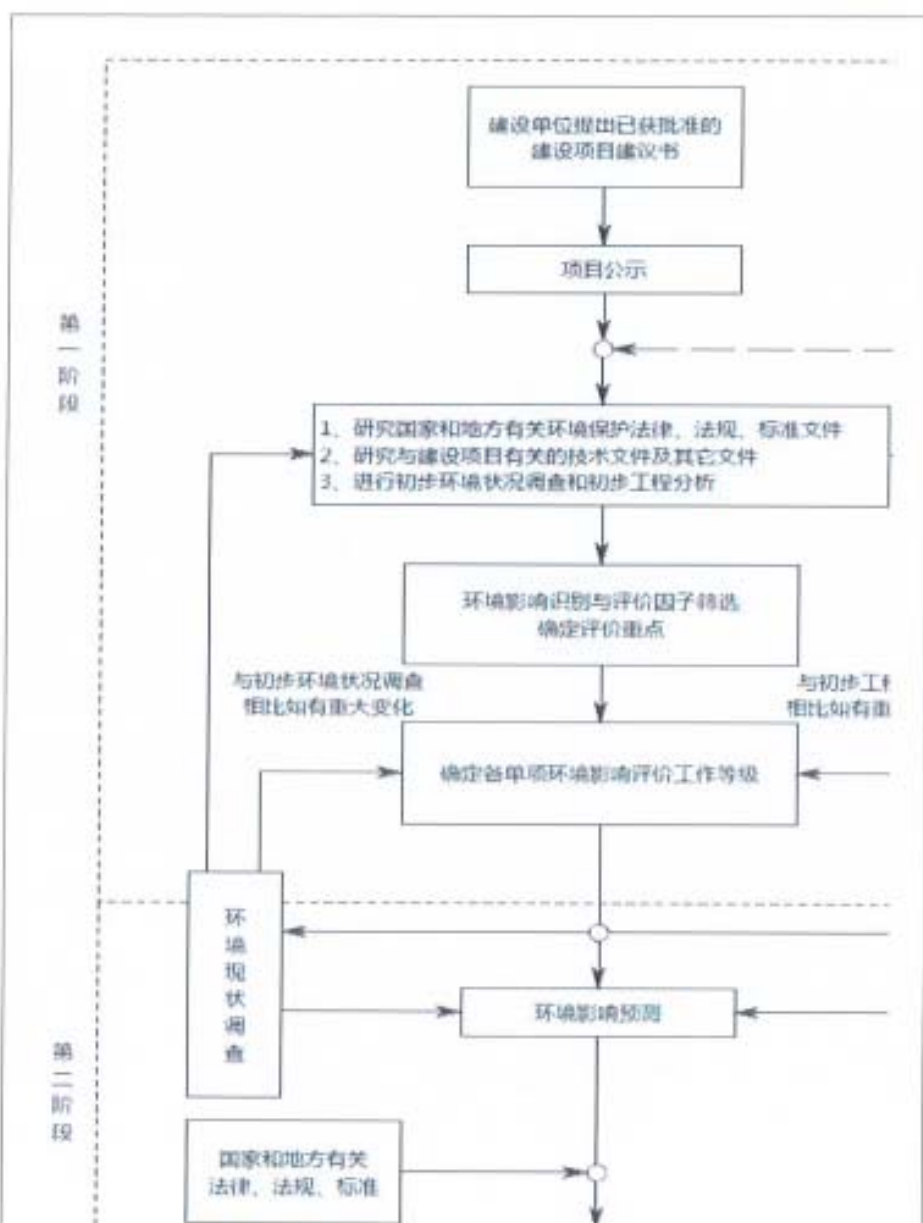 建设单位提出已获批准的
建设项目建议书
项目公示
第一阶段
1、研究国家和地方有关环境保护法律、法规、标准文件
2、研究与建设项目有关的技术文件及其它文件
3、进行初步环境状况调查和初步工程分析
环境影响识别与评价因子筛选
确定评价重点
与初步环境状况调查
相比如有重大变化
与初步工
相比如有重
确定各单项环境影响评价工作等级
环境现状调查
环境影响预测
第二阶段
国家和地方有关
法律、法规、标准